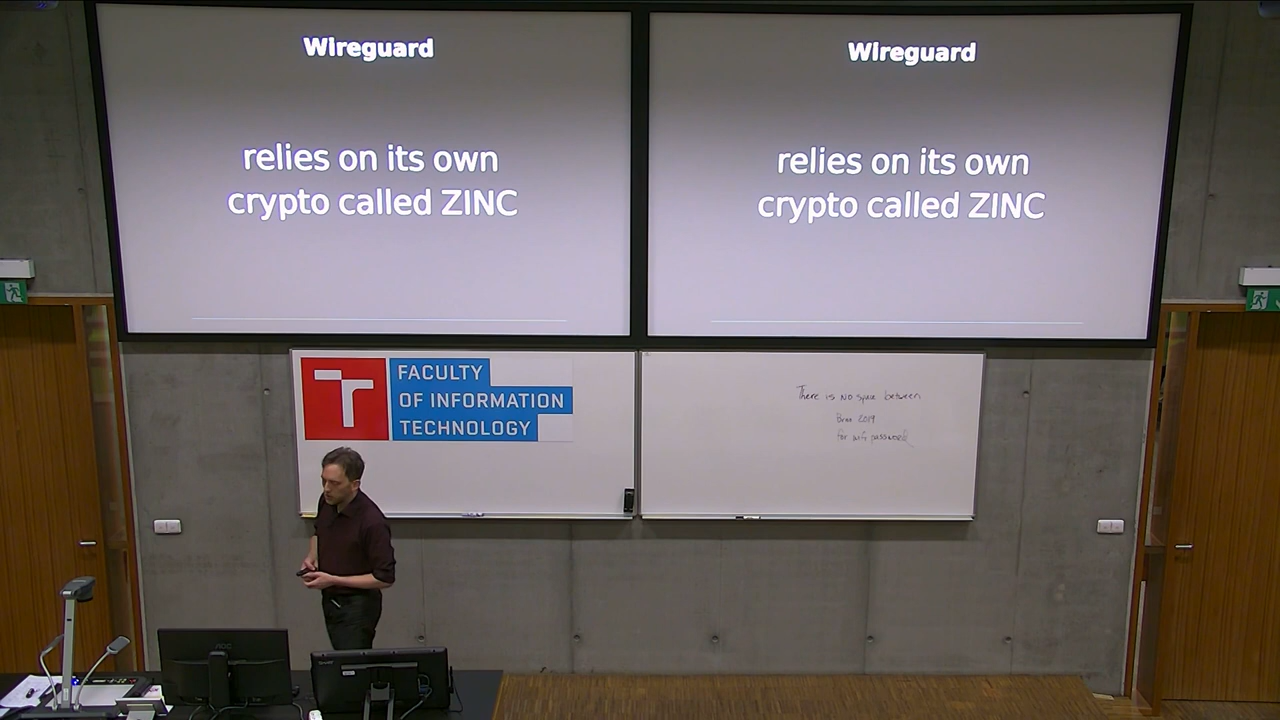 Wireguard
relies on its own
crypto called ZINC
Wireguard
relies on its own
crypto called ZINC
FACULTY
OF INFORMATION
TECHNOLOGY
There is NO space between
Brno 2019
for wifi password